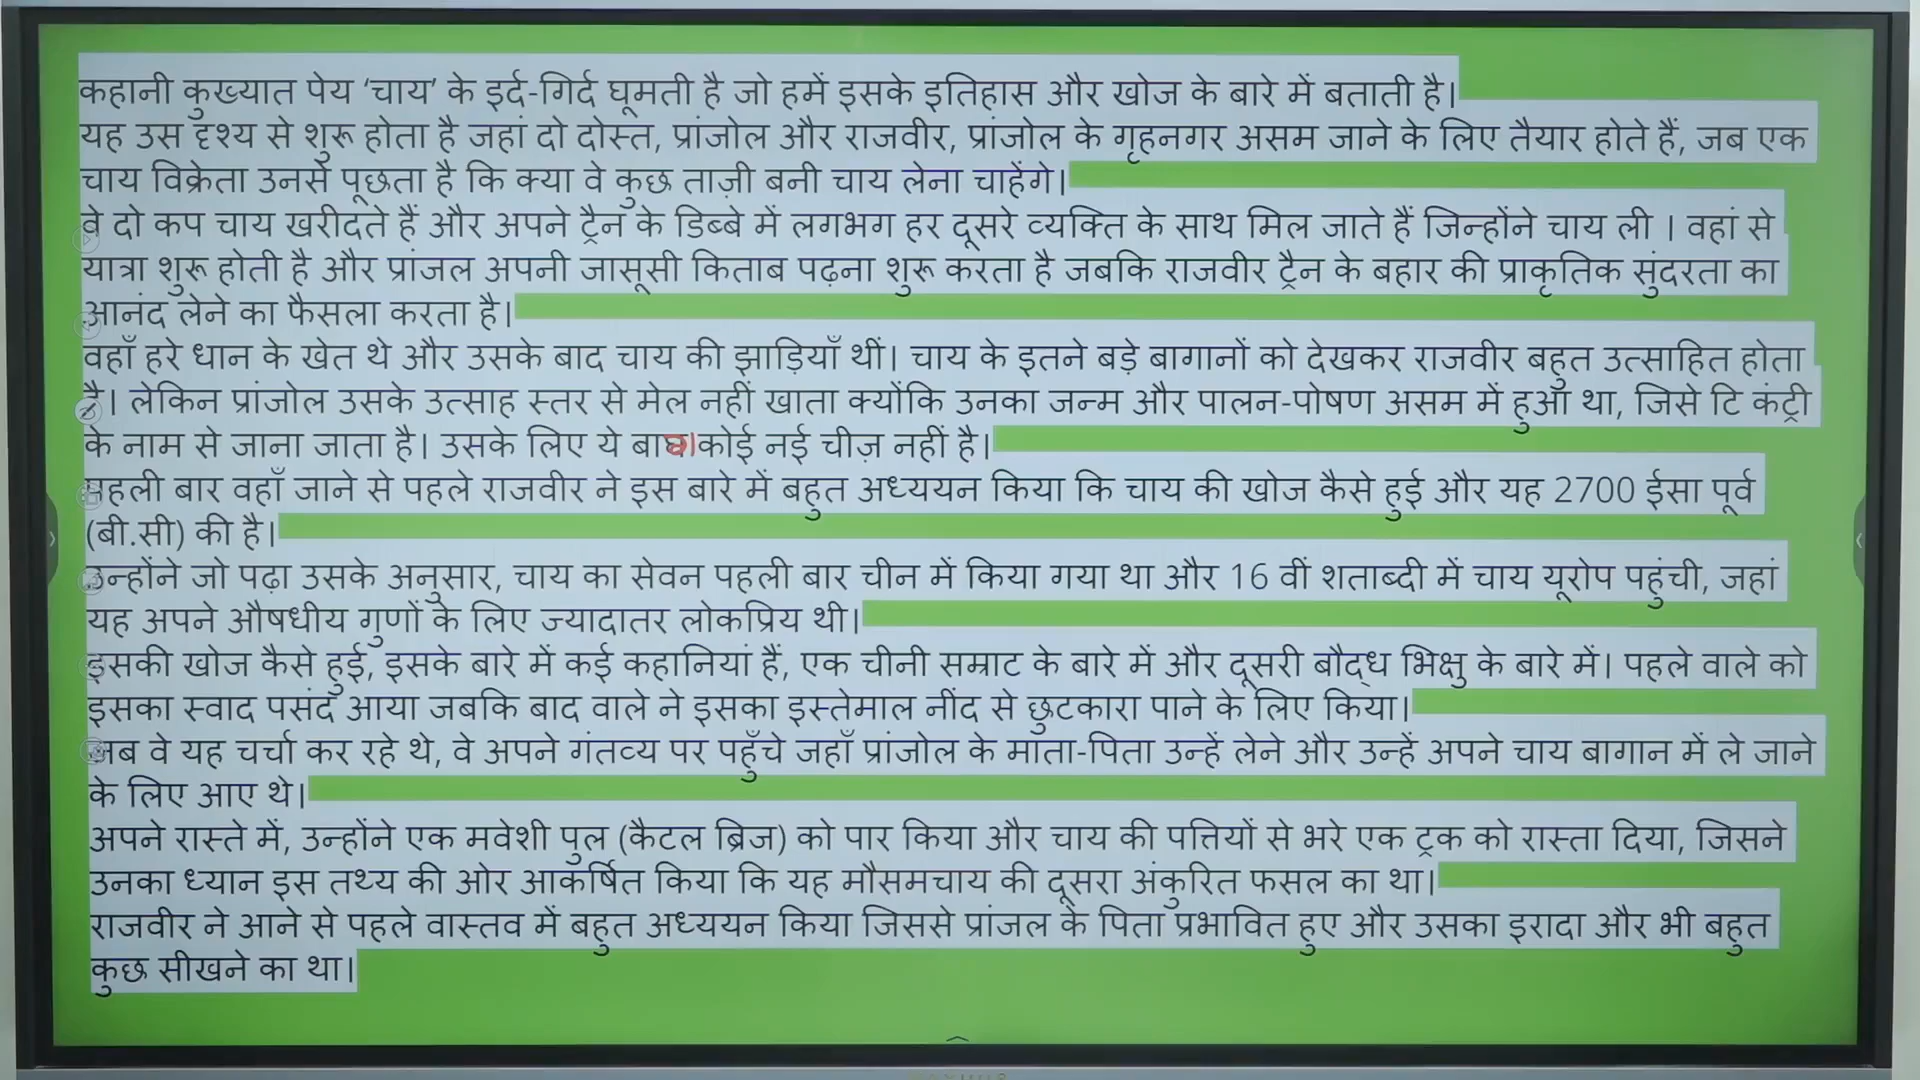 कहानी कुख्यात पेय ‘चाय’ के इर्द-गिर्द घूमती है जो हमें इसके इतिहास और खोज के बारे में बताती है।
यह उस दृश्य से शुरू होता है जहां दो दोस्त, प्रांजोल और राजवीर, प्रांजोल के गृहनगर असम जाने के लिए तैयार होते हैं, जब एक
चाय विक्रेता उनसे पूछता है कि क्या वे कुछ ताज़ी बनी चाय लेना चाहेंगे।
वे दो कप चाय खरीदते हैं और अपने ट्रैन के डिब्बे में लगभग हर दूसरे व्यक्ति के साथ मिल जाते हैं जिन्होंने चाय ली । वहां से
यात्रा शुरू होती है और प्रांजल अपनी जासूसी किताब पढ़ना शुरू करता है जबकि राजवीर ट्रैन के बहार की प्राकृतिक सुंदरता का
आनंद लेने का फैसला करता है।
वहाँ हरे धान के खेत थे और उसके बाद चाय की झाड़ियाँ थीं। चाय के इतने बड़े बागानों को देखकर राजवीर बहुत उत्साहित होता
है। लेकिन प्रांजोल उसके उत्साह स्तर से मेल नहीं खाता क्योंकि उनका जन्म और पालन-पोषण असम में हुआ था, जिसे टि कंट्री
के नाम से जाना जाता है। उसके लिए ये कोई नई चीज़ नहीं है।
पहली बार वहाँ जाने से पहले राजवीर ने इस बारे में बहुत अध्ययन किया कि चाय की खोज कैसे हुई और यह 2700 ईसा पूर्व
(बी.सी) की है।
उन्होंने जो पढ़ा उसके अनुसार, चाय का सेवन पहली बार चीन में किया गया था और 16 वीं शताब्दी में चाय यूरोप पहुंची, जहां
यह अपने औषधीय गुणों के लिए ज्यादातर लोकप्रिय थी।
इसकी खोज कैसे हुई, इसके बारे में कई कहानियां हैं, एक चीनी सम्राट के बारे में और दूसरी बौद्ध भिक्षु के बारे में। पहले वाले को
इसका स्वाद पसंद आया जबकि बाद वाले ने इसका इस्तेमाल नींद से छुटकारा पाने के लिए किया।
जब वे यह चर्चा कर रहे थे, वे अपने गंतव्य पर पहुँचे जहाँ प्रांजोल के माता-पिता उन्हें लेने और उन्हें अपने चाय बागान में ले जाने
के लिए आए थे।
अपने रास्ते में, उन्होंने एक मवेशी पुल (कैटल ब्रिज) को पार किया और चाय की पत्तियों से भरे एक ट्रक को रास्ता दिया, जिसने
उनका ध्यान इस तथ्य की ओर आकर्षित किया कि यह मौसमचाय की दूसरा अंकुरित फसल का था।
राजवीर ने आने से पहले वास्तव में बहुत अध्ययन किया जिससे प्रांजल के पिता प्रभावित हुए और उसका इरादा और भी बहुत
कुछ सीखने का था।